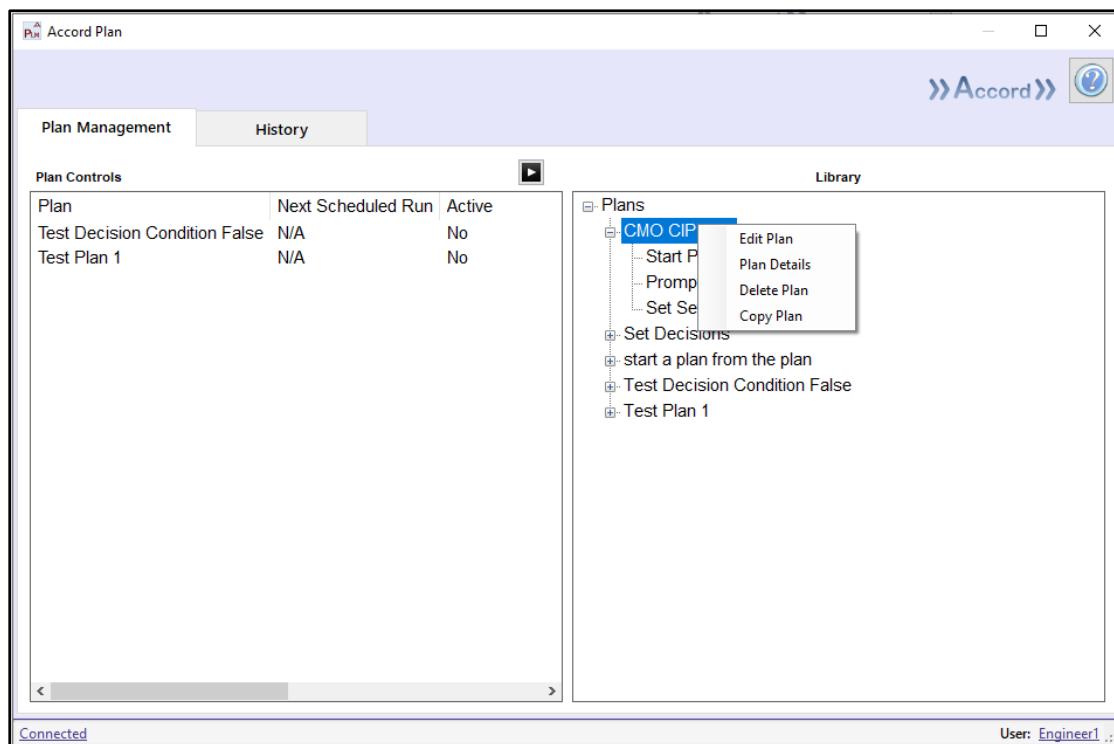 Accord Plan
»Accord»
Plan Management
History
Plan Controls
Plan Next Scheduled Run Active
Test Decision Condition False N/A No
Test Plan 1 N/A No
Library
Plans
CMO CIP
Start P
Promp
Set Se
Set Decisions
start a plan from the plan
Test Decision Condition False
Test Plan 1
Edit Plan
Plan Details
Delete Plan
Copy Plan
Connected
User: Engineer1